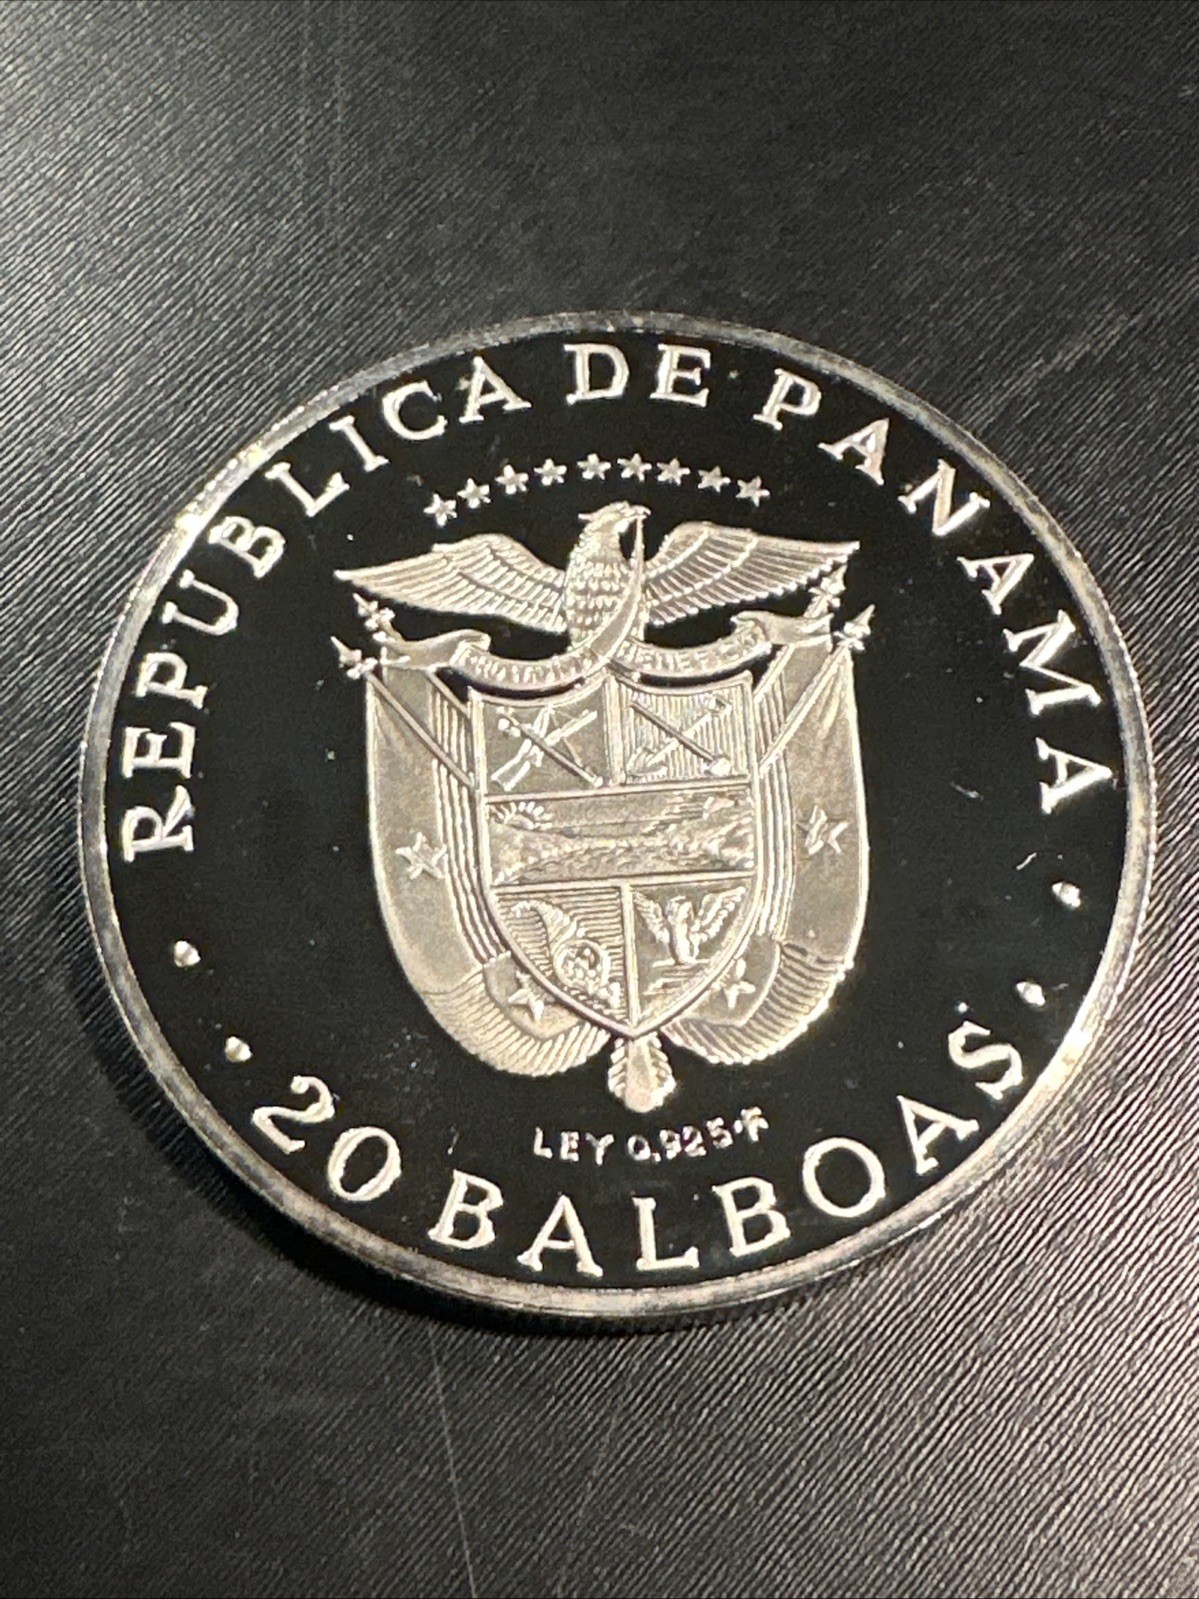 REPUBLICA DE PANAMA
LEY 0.925
20 BALBOAS